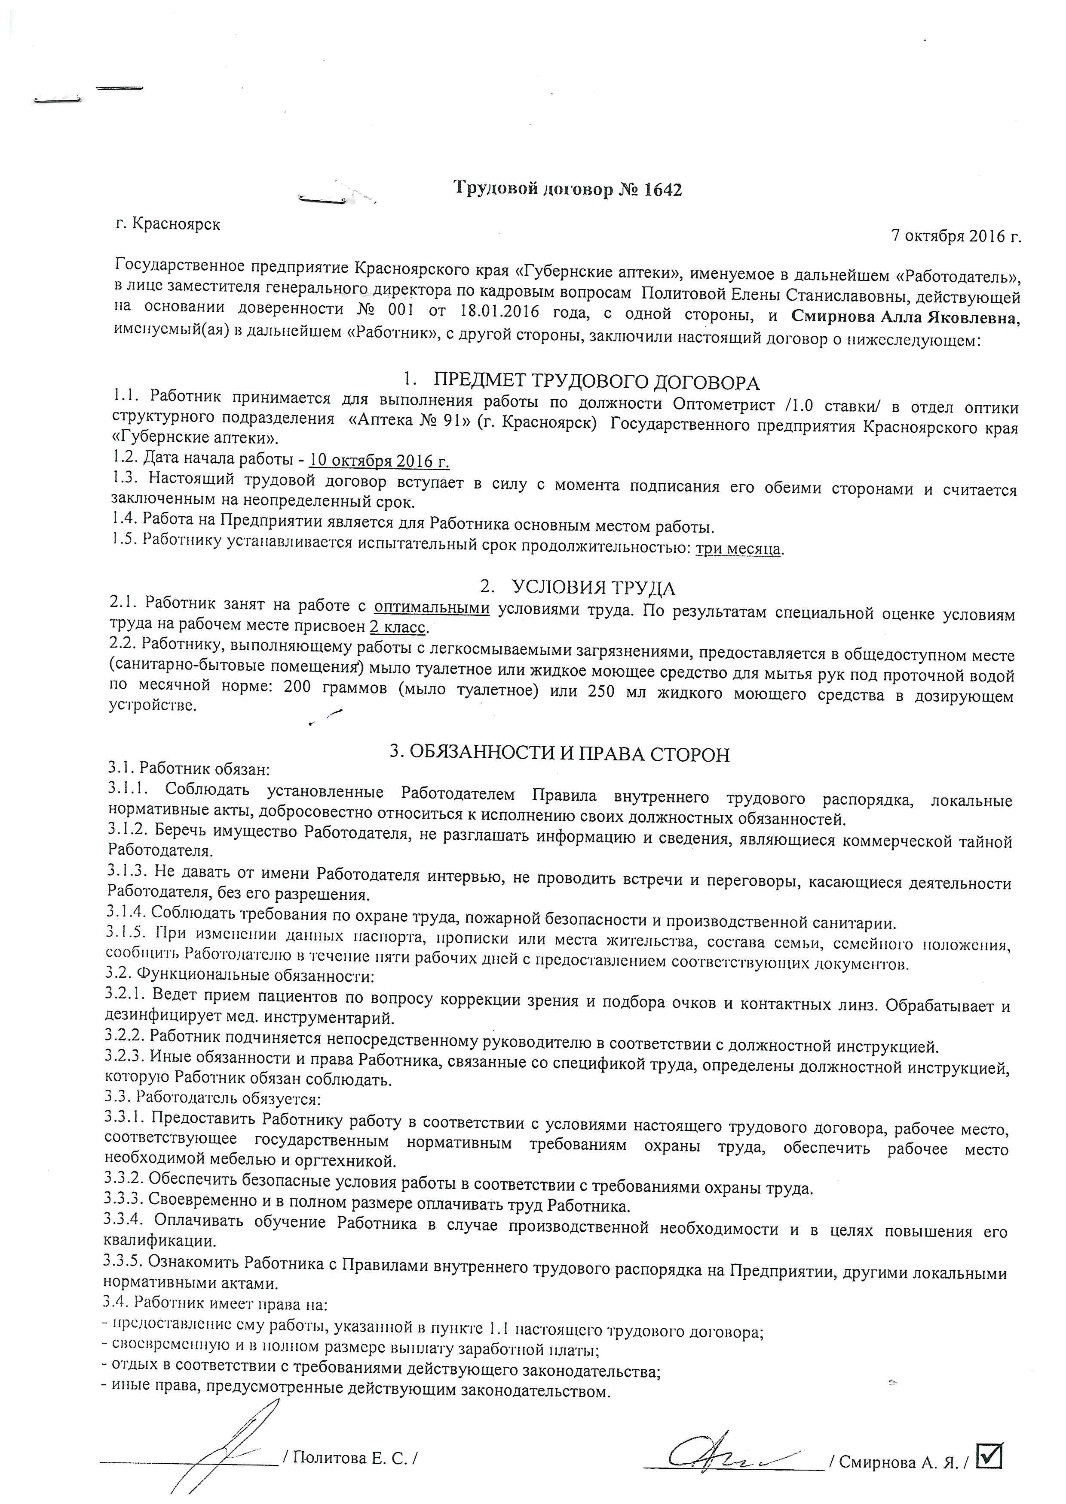 Трудовой договор № 1642
г. Красноярск
7 октября 2016 г.
Государственное предприятие Красноярского края «Губернские аптеки», именуемое в дальнейшем «Работодатель»,
в лице заместителя генерального директора по кадровым вопросам Политовой Елены Станиславовны, действующей
на основании доверенности № 001 от 18.01.2016 года, с одной стороны, и Смирнова Алла Яковлевна,
именуемый(ая) в дальнейшем «Работник», с другой стороны, заключили настоящий договор о нижеследующем:
1. ПРЕДМЕТ ТРУДОВОГО ДОГОВОРА
1.1. Работник принимается для выполнения работы по должности Оптометрист /1.0 ставки/ в отдел оптики
структурного подразделения «Аптека № 91» (г. Красноярск) Государственного предприятия Красноярского края
«Губернские аптеки».
1.2. Дата начала работы - 10 октября 2016 г.
1.3. Настоящий трудовой договор вступает в силу с момента подписания его обеими сторонами и считается
заключенным на неопределенный срок.
1.4. Работа на Предприятии является для Работника основным местом работы.
1.5. Работнику устанавливается испытательный срок продолжительностью: три месяца.
2. УСЛОВИЯ ТРУДА
2.1. Работник занят на работе с оптимальными условиями труда. По результатам специальной оценке условиям
труда на рабочем месте присвоен 2 класс.
2.2. Работнику, выполняющему работы с легкосмываемыми загрязнениями, предоставляется в общедоступном месте
(санитарно-бытовые помещения) мыло туалетное или жидкое моющее средство для мытья рук под проточной водой
по месячной норме: 200 граммов (мыло туалетное) или 250 мл жидкого моющего средства в дозирующем
устройстве.
3. ОБЯЗАННОСТИ И ПРАВА СТОРОН
3.1. Работник обязан:
3.1.1. Соблюдать установленные Работодателем Правила внутреннего трудового распорядка, локальные
нормативные акты, добросовестно относиться к исполнению своих должностных обязанностей.
3.1.2. Беречь имущество Работодателя, не разглашать информацию и сведения, являющиеся коммерческой тайной
Работодателя.
3.1.3. Не давать от имени Работодателя интервью, не проводить встречи и переговоры, касающиеся деятельности
Работодателя, без его разрешения.
3.1.4. Соблюдать требования по охране труда, пожарной безопасности и производственной санитарии.
3.1.5. При изменении данных паспорта, прописки или места жительства, состава семьи, семейного положения,
сообщить Работодателю в течение пяти рабочих дней с предоставлением соответствующих документов.
3.2. Функциональные обязанности:
3.2.1. Ведет прием пациентов по вопросу коррекции зрения и подбора очков и контактных линз. Обрабатывает и
дезинфицирует мед. инструментарий.
3.2.2. Работник подчиняется непосредственному руководителю в соответствии с должностной инструкцией.
3.2.3. Иные обязанности и права Работника, связанные со спецификой труда, определены должностной инструкцией,
которую Работник обязан соблюдать.
3.3. Работодатель обязуется:
3.3.1. Предоставить Работнику работу в соответствии с условиями настоящего трудового договора, рабочее место,
соответствующее государственным нормативным требованиям охраны труда, обеспечить рабочее место
необходимой мебелью и оргтехникой.
3.3.2. Обеспечить безопасные условия работы в соответствии с требованиями охраны труда.
3.3.3. Своевременно и в полном размере оплачивать труд Работника.
3.3.4. Оплачивать обучение Работника в случае производственной необходимости и в целях повышения его
квалификации.
3.3.5. Ознакомить Работника с Правилами внутреннего трудового распорядка на Предприятии, другими локальными
нормативными актами.
3.4. Работник имеет права на:
- предоставление ему работы, указанной в пункте 1.1 настоящего трудового договора;
- своевременную и в полном размере выплату заработной платы;
- отдых в соответствии с требованиями действующего законодательства;
- иные права, предусмотренные действующим законодательством.
/ Политова Е. С. /
/ Смирнова А. Я. /